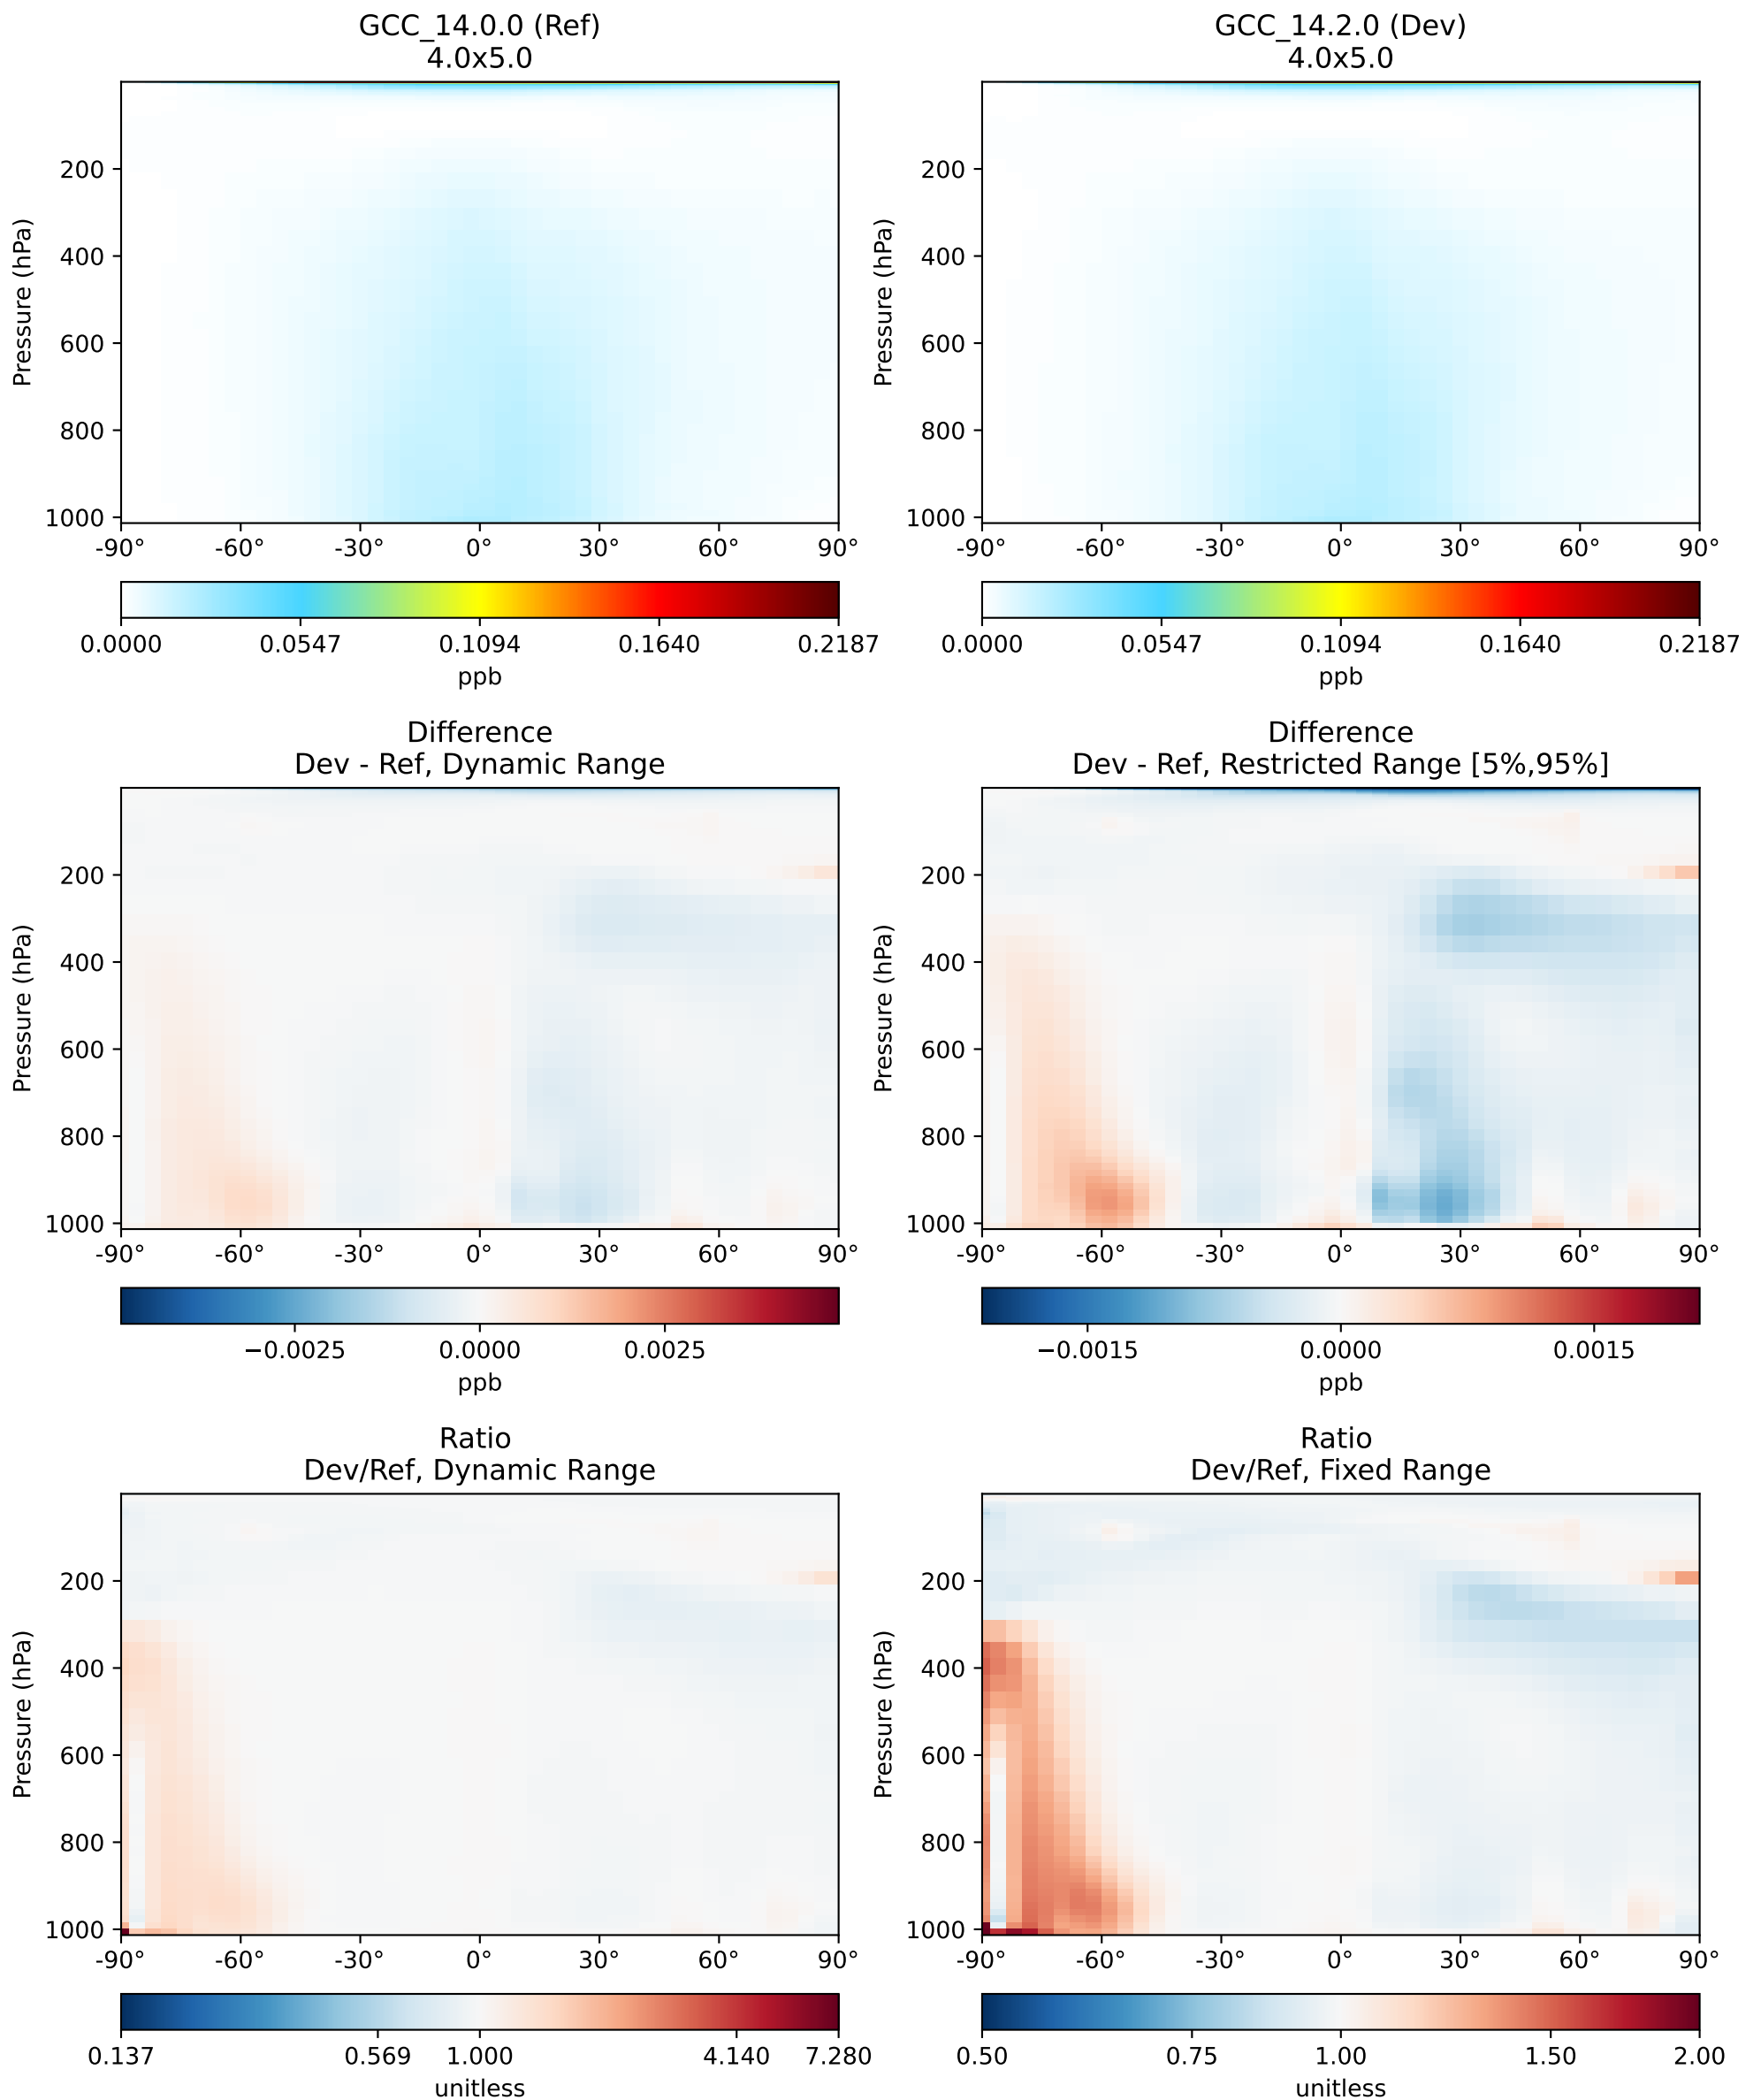 GCC_14.0.0 (Ref)
4.0x5.0
GCC_14.2.0 (Dev)
4.0x5.0
Pressure (hPa)
200
400
600
800
1000
-90° -60° -30° 0° 30° 60° 90°
0.0000 0.0547 0.1094 0.1640 0.2187
ppb
Pressure (hPa)
200
400
600
800
1000
-90° -60° -30° 0° 30° 60° 90°
0.0000 0.0547 0.1094 0.1640 0.2187
ppb
Difference
Dev - Ref, Dynamic Range
Pressure (hPa)
200
400
600
800
1000
-90° -60° -30° 0° 30° 60° 90°
−0.0025 0.0000 0.0025
ppb
Difference
Dev - Ref, Restricted Range [5%,95%]
Pressure (hPa)
200
400
600
800
1000
-90° -60° -30° 0° 30° 60° 90°
−0.0015 0.0000 0.0015
ppb
Ratio
Dev/Ref, Dynamic Range
Pressure (hPa)
200
400
600
800
1000
-90° -60° -30° 0° 30° 60° 90°
0.137 0.569 1.000 4.140 7.280
unitless
Ratio
Dev/Ref, Fixed Range
Pressure (hPa)
200
400
600
800
1000
-90° -60° -30° 0° 30° 60° 90°
0.50 0.75 1.00 1.50 2.00
unitless